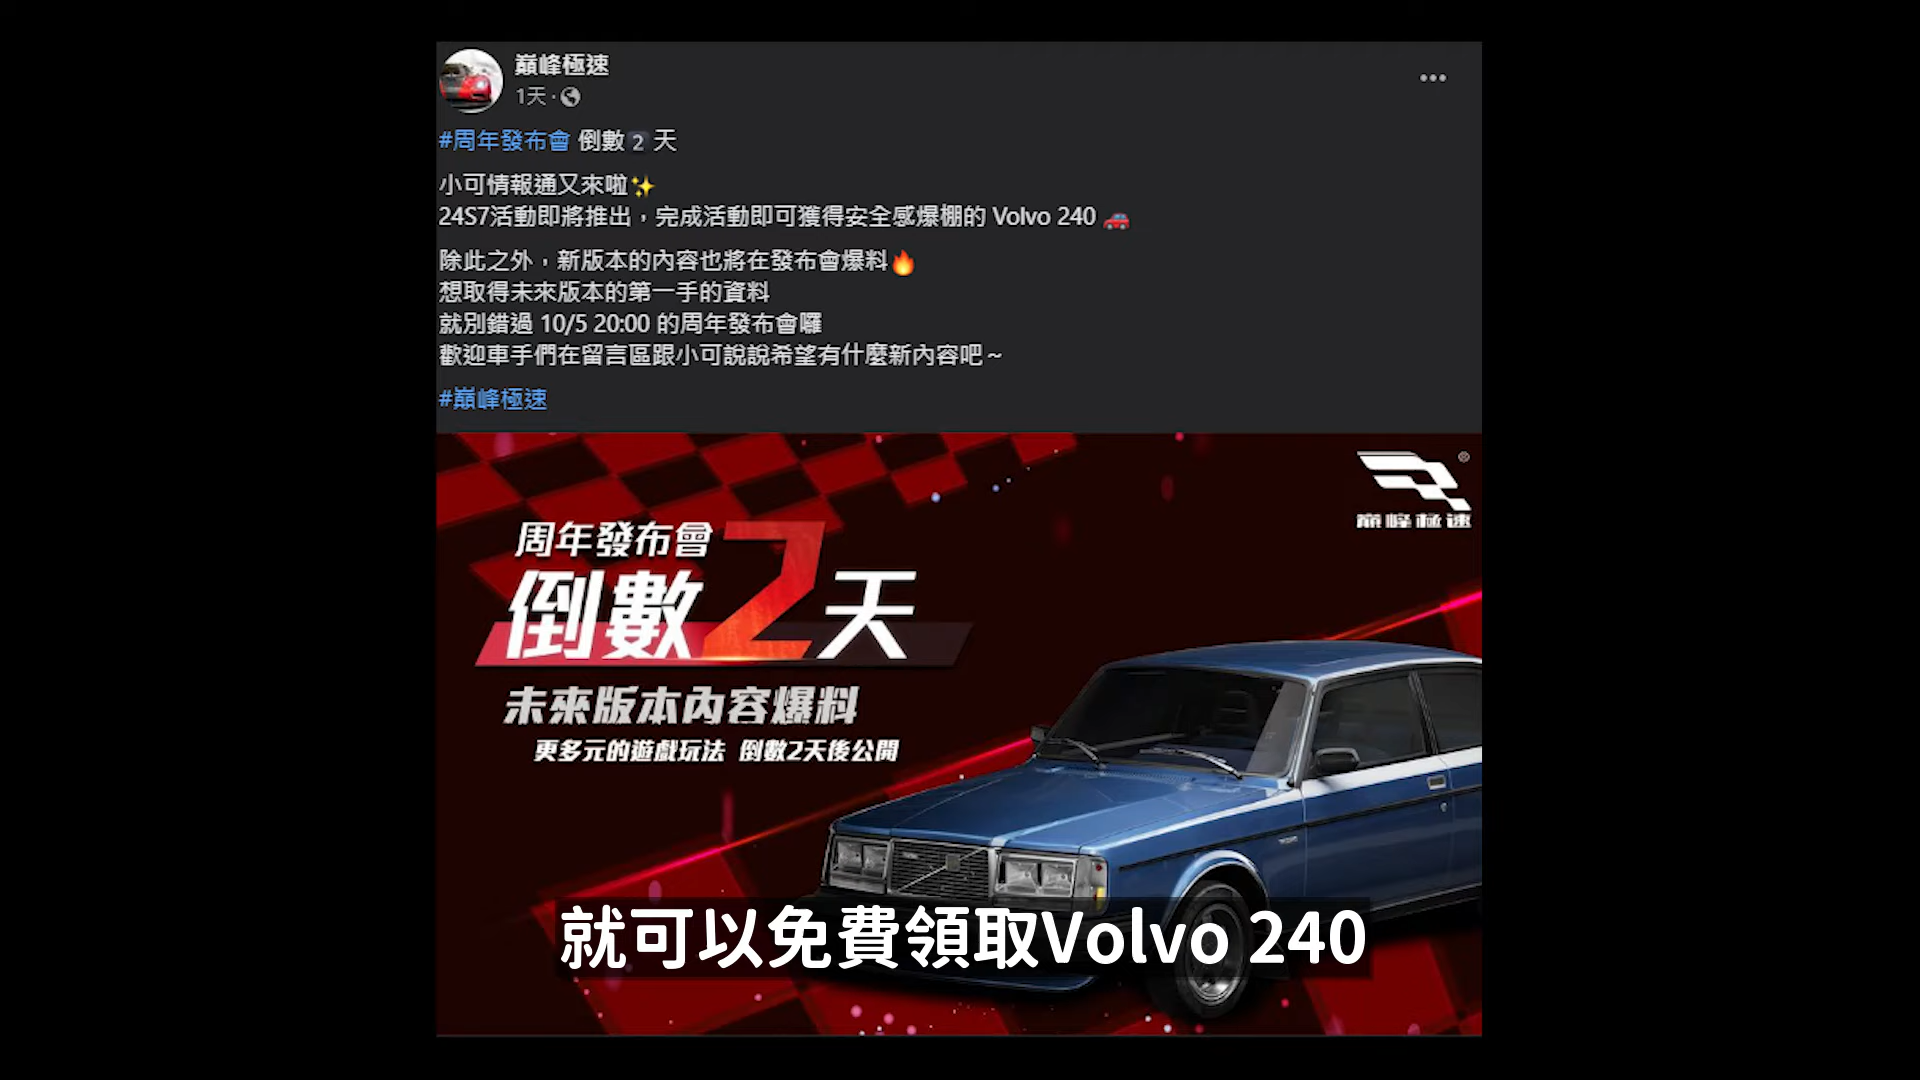 巔峰極速
1天 ·
#周年發布會 倒數 2 天
小可情報通又來啦✨
24S7活動即將推出，完成活動即可獲得安全感爆棚的 Volvo 240 🚗
除此之外，新版本的內容也將在發布會爆料🔥
想取得未來版本的第一手的資料
就別錯過 10/5 20:00 的周年發布會囉
歡迎車手們在留言區跟小可說說希望有什麼新內容吧～
#巔峰極速
®
巔峰極速
周年發布會
倒數2天
未來版本內容爆料
更多元的遊戲玩法 倒數2天後公開
就可以免費領取Volvo 240